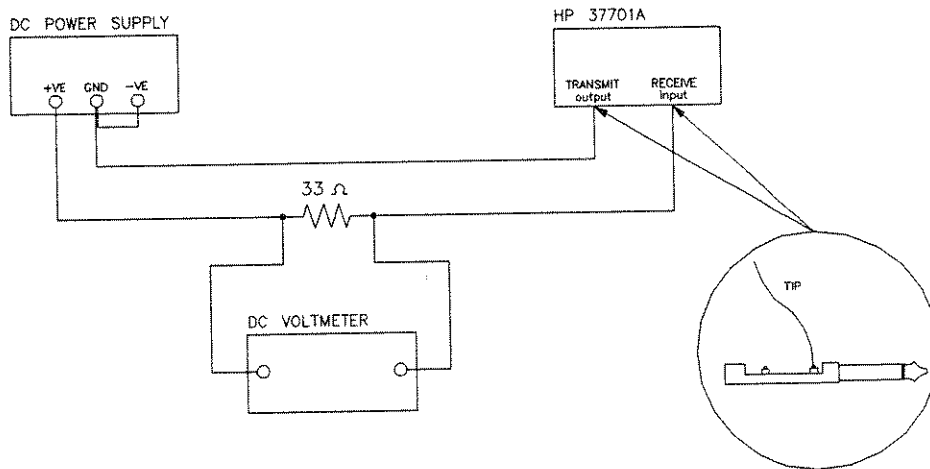 DC POWER SUPPLY
+VE GND -VE
HP 37701A
TRANSMIT
output
RECEIVE
input
33 Ω
DC VOLTMETER
TIP